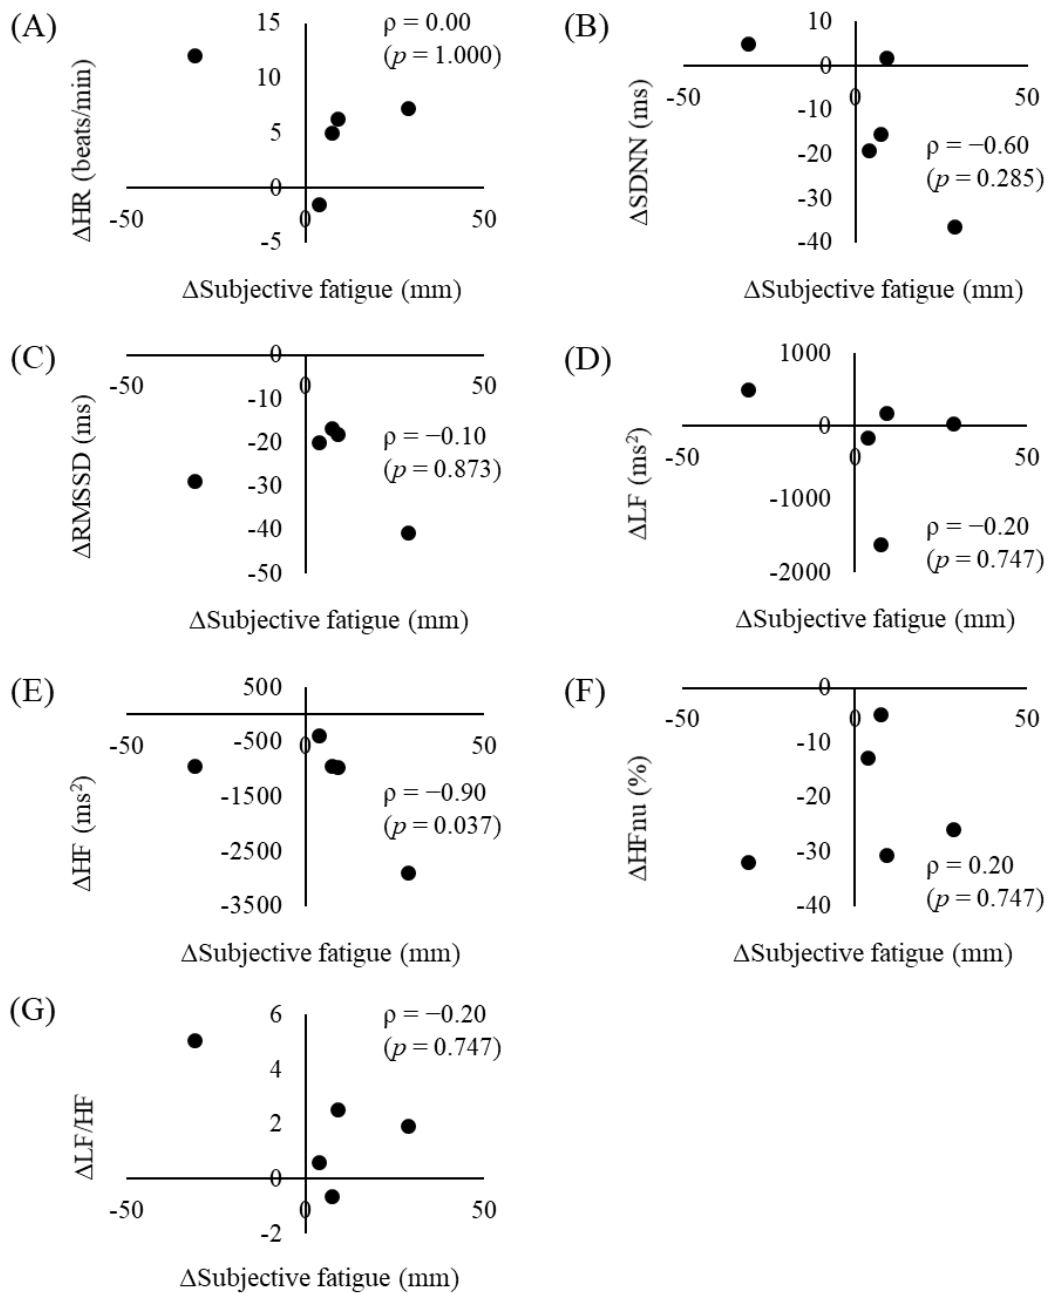 (A)
15
10
5
0
-5
-50
0
50
ρ = 0.00
(p = 1.000)
ΔHR (beats/min)
ΔSubjective fatigue (mm)
(B)
10
0
-10
-20
-30
-40
-50
0
50
ρ = −0.60
(p = 0.285)
ΔSDNN (ms)
ΔSubjective fatigue (mm)
(C)
0
-10
-20
-30
-40
-50
-50
0
50
ρ = −0.10
(p = 0.873)
ΔRMSSD (ms)
ΔSubjective fatigue (mm)
(D)
1000
0
-1000
-2000
-50
0
50
ρ = −0.20
(p = 0.747)
ΔLF (ms²)
ΔSubjective fatigue (mm)
(E)
500
-500
-1500
-2500
-3500
-50
0
50
ρ = −0.90
(p = 0.037)
ΔHF (ms²)
ΔSubjective fatigue (mm)
(F)
0
-10
-20
-30
-40
-50
0
50
ρ = 0.20
(p = 0.747)
ΔHFnu (%)
ΔSubjective fatigue (mm)
(G)
6
4
2
0
-2
-50
0
50
ρ = −0.20
(p = 0.747)
ΔLF/HF
ΔSubjective fatigue (mm)